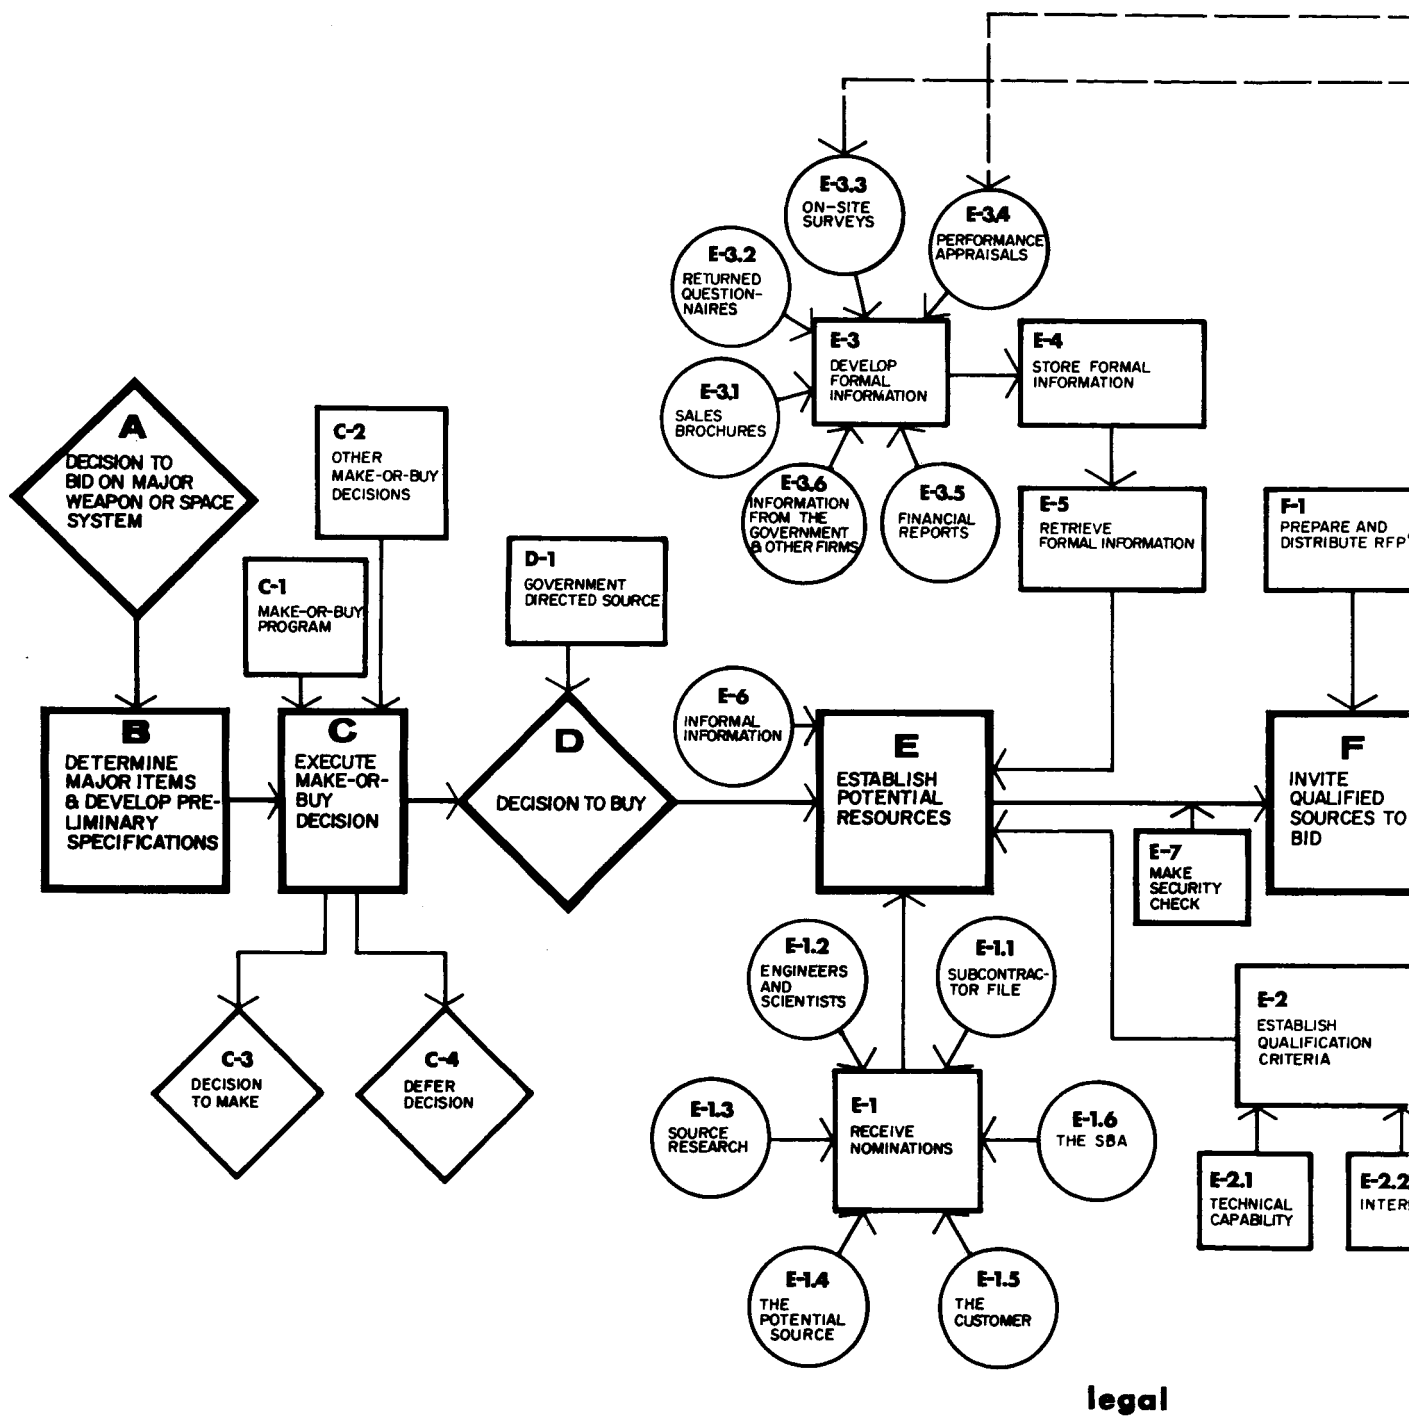 E-3.3
ON-SITE
SURVEYS
E-3.4
PERFORMANCE
APPRAISALS
E-3.2
RETURNED
QUESTION-
NAIRES
E-3
DEVELOP
FORMAL
INFORMATION
E-4
STORE FORMAL
INFORMATION
E-3.1
SALES
BROCHURES
A
DECISION TO
BID ON MAJOR
WEAPON OR SPACE
SYSTEM
C-2
OTHER
MAKE-OR-BUY
DECISIONS
E-3.6
INFORMATION
FROM THE
GOVERNMENT
& OTHER FIRMS
E-3.5
FINANCIAL
REPORTS
E-5
RETRIEVE
FORMAL INFORMATION
F-1
PREPARE AND
DISTRIBUTE RFP'
C-1
MAKE-OR-BUY
PROGRAM
D-1
GOVERNMENT
DIRECTED SOURCE
E-6
INFORMAL
INFORMATION
B
DETERMINE
MAJOR ITEMS
& DEVELOP PRE-
LIMINARY
SPECIFICATIONS
C
EXECUTE
MAKE-OR-
BUY
DECISION
D
DECISION TO BUY
E
ESTABLISH
POTENTIAL
RESOURCES
F
INVITE
QUALIFIED
SOURCES TO
BID
E-7
MAKE
SECURITY
CHECK
E-1.2
ENGINEERS
AND
SCIENTISTS
E-1.1
SUBCONTRAC-
TOR FILE
E-2
ESTABLISH
QUALIFICATION
CRITERIA
C-3
DECISION
TO MAKE
C-4
DEFER
DECISION
E-1.3
SOURCE
RESEARCH
E-1
RECEIVE
NOMINATIONS
E-1.6
THE SBA
E-2.1
TECHNICAL
CAPABILITY
E-2.2
INTER
E-1.4
THE
POTENTIAL
SOURCE
E-1.5
THE
CUSTOMER
legal